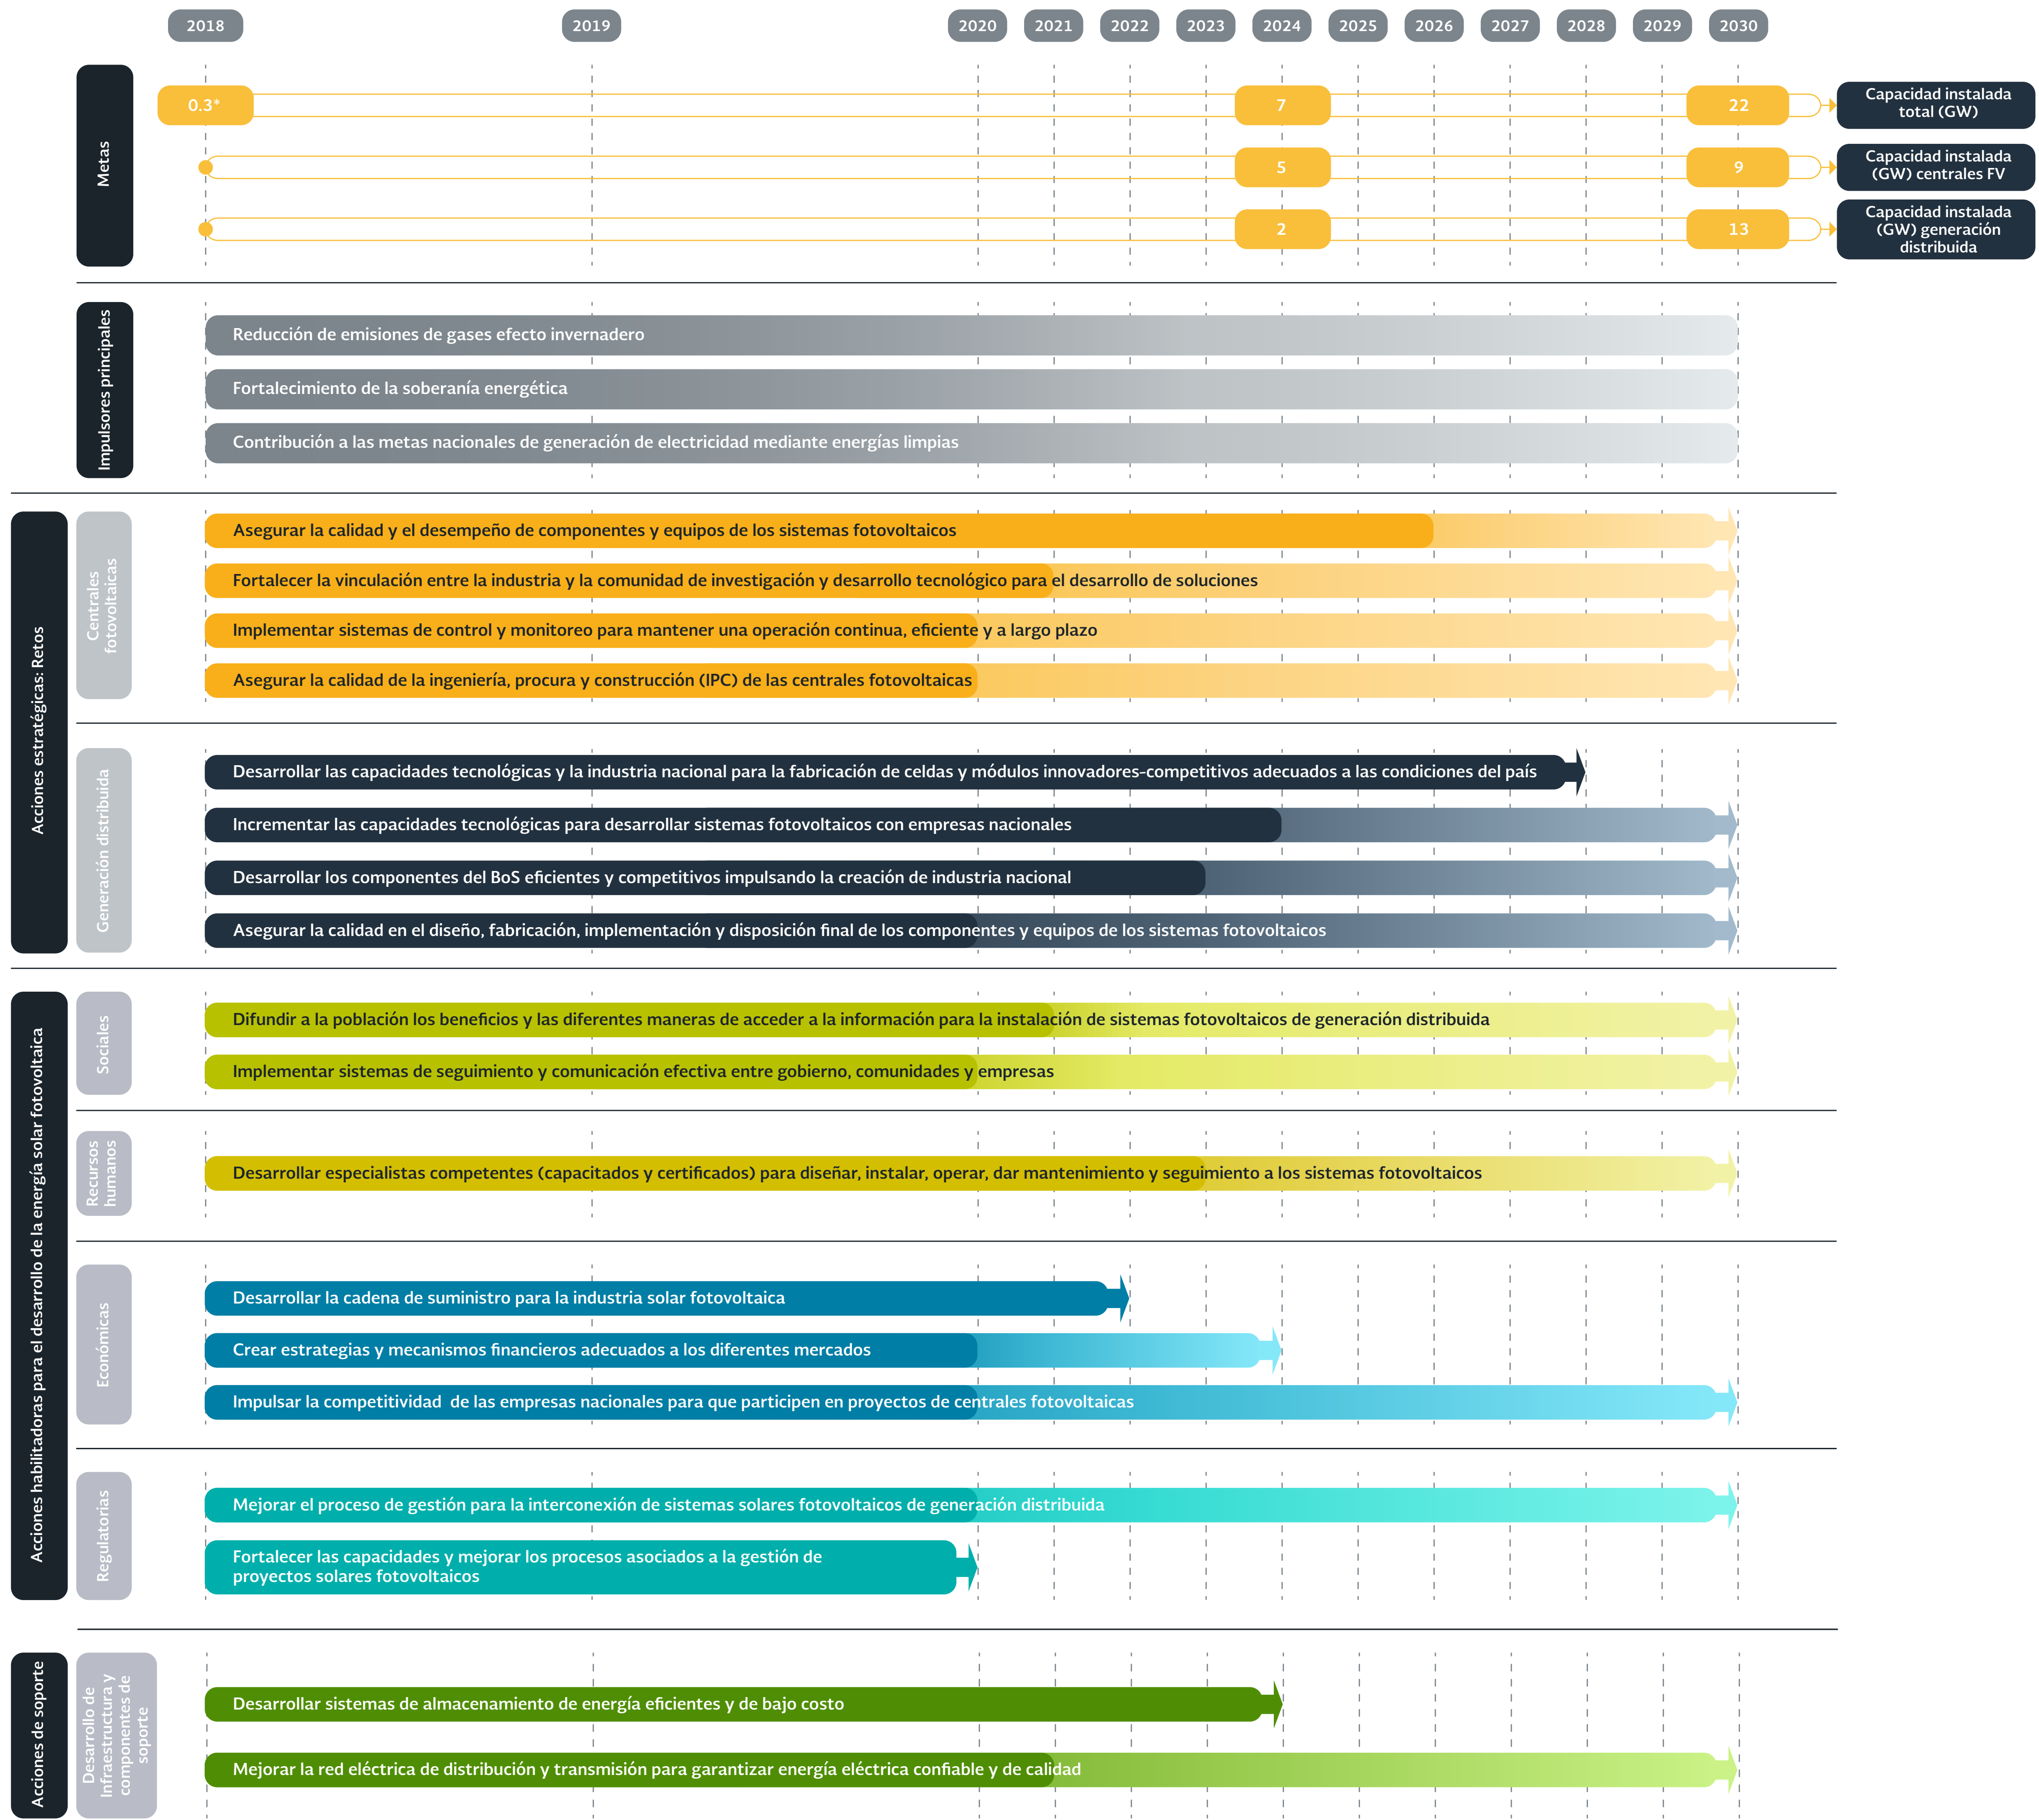 2018 2019 2020 2021 2022 2023 2024 2025 2026 2027 2028 2029 2030
Metas
0.3* 7 22
Capacidad instalada
total (GW)
5 9
Capacidad instalada
(GW) centrales FV
2 13
Capacidad instalada
(GW) generación
distribuida
Impulsores principales
Reducción de emisiones de gases efecto invernadero
Fortalecimiento de la soberanía energética
Contribución a las metas nacionales de generación de electricidad mediante energías limpias
Acciones estratégicas: Retos
Centrales
fotovoltaicas
Asegurar la calidad y el desempeño de componentes y equipos de los sistemas fotovoltaicos
Fortalecer la vinculación entre la industria y la comunidad de investigación y desarrollo tecnológico para el desarrollo de soluciones
Implementar sistemas de control y monitoreo para mantener una operación continua, eficiente y a largo plazo
Asegurar la calidad de la ingeniería, procura y construcción (IPC) de las centrales fotovoltaicas
Generación distribuida
Desarrollar las capacidades tecnológicas y la industria nacional para la fabricación de celdas y módulos innovadores-competitivos adecuados a las condiciones del país
Incrementar las capacidades tecnológicas para desarrollar sistemas fotovoltaicos con empresas nacionales
Desarrollar los componentes del BoS eficientes y competitivos impulsando la creación de industria nacional
Asegurar la calidad en el diseño, fabricación, implementación y disposición final de los componentes y equipos de los sistemas fotovoltaicos
Acciones habilitadoras para el desarrollo de la energía solar fotovoltaica
Sociales
Difundir a la población los beneficios y las diferentes maneras de acceder a la información para la instalación de sistemas fotovoltaicos de generación distribuida
Implementar sistemas de seguimiento y comunicación efectiva entre gobierno, comunidades y empresas
Recursos
humanos
Desarrollar especialistas competentes (capacitados y certificados) para diseñar, instalar, operar, dar mantenimiento y seguimiento a los sistemas fotovoltaicos
Económicas
Desarrollar la cadena de suministro para la industria solar fotovoltaica
Crear estrategias y mecanismos financieros adecuados a los diferentes mercados
Impulsar la competitividad de las empresas nacionales para que participen en proyectos de centrales fotovoltaicas
Regulatorias
Mejorar el proceso de gestión para la interconexión de sistemas solares fotovoltaicos de generación distribuida
Fortalecer las capacidades y mejorar los procesos asociados a la gestión de
proyectos solares fotovoltaicos
Acciones de soporte
Desarrollo de
Infraestructura y
componentes de
soporte
Desarrollar sistemas de almacenamiento de energía eficientes y de bajo costo
Mejorar la red eléctrica de distribución y transmisión para garantizar energía eléctrica confiable y de calidad